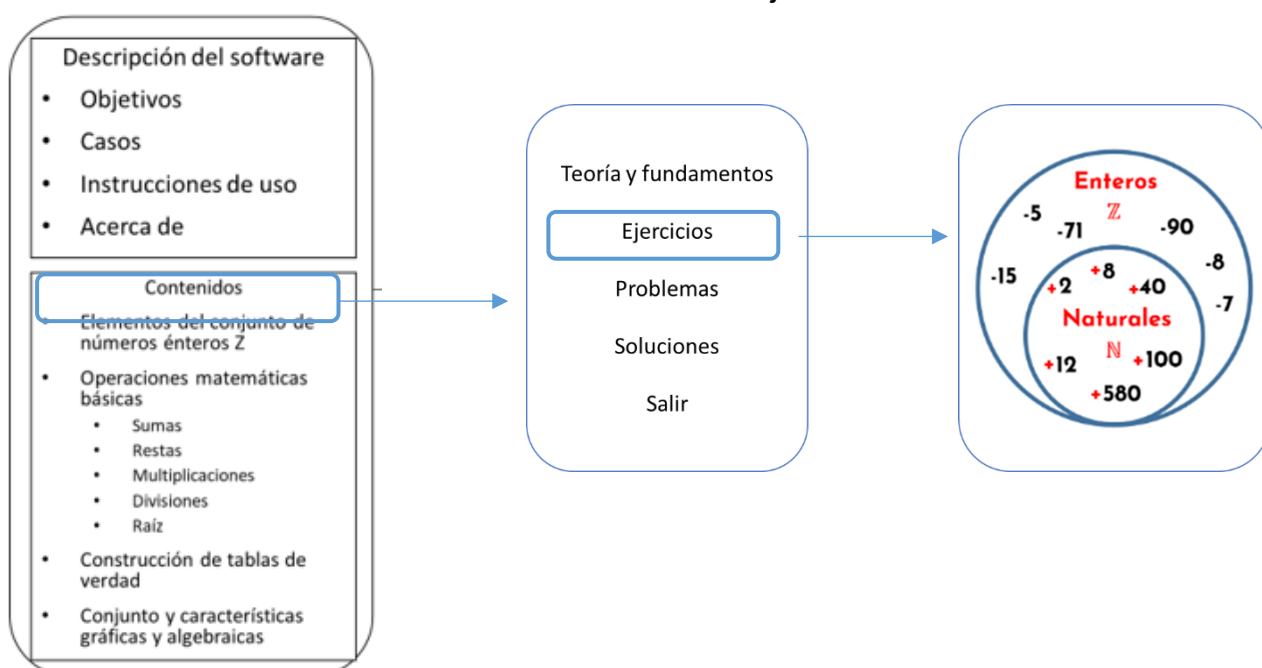 Descripción del software
• Objetivos
• Casos
• Instrucciones de uso
• Acerca de
Contenidos
• Elementos del conjunto de
números énteros Z
• Operaciones matemáticas
básicas
• Sumas
• Restas
• Multiplicaciones
• Divisiones
• Raíz
• Construcción de tablas de
verdad
• Conjunto y características
gráficas y algebraicas
Teoría y fundamentos
Ejercicios
Problemas
Soluciones
Salir
Enteros
ℤ
-5
-71
-90
-15
-8
-7
+2
+8
+40
Naturales
ℕ
+12
+100
+580